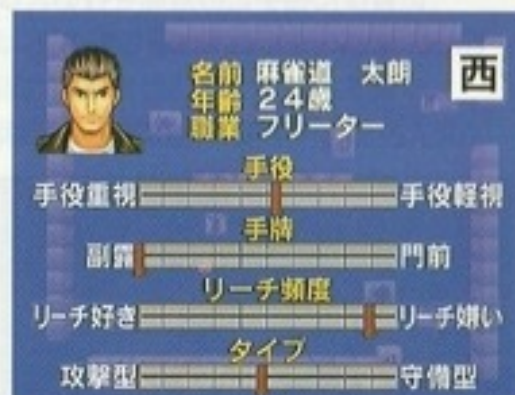 名前 麻雀道 太朗
西
年齢 24歳
職業 フリーター
手役
手役重視 手役軽視
手牌
副露 門前
リーチ頻度
リーチ好き リーチ嫌い
タイプ
攻撃型 守備型